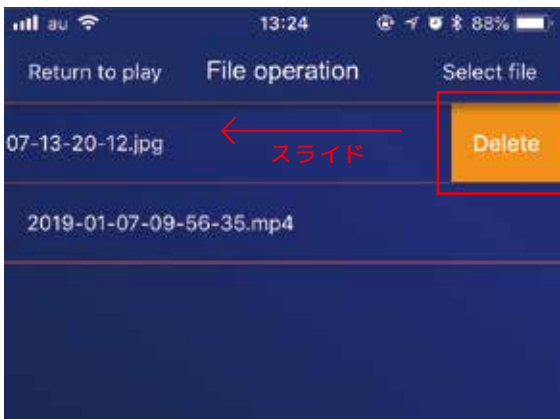 au 13:24 88%
Return to play File operation Select file
07-13-20-12.jpg スライド Delete
2019-01-07-09-56-35.mp4